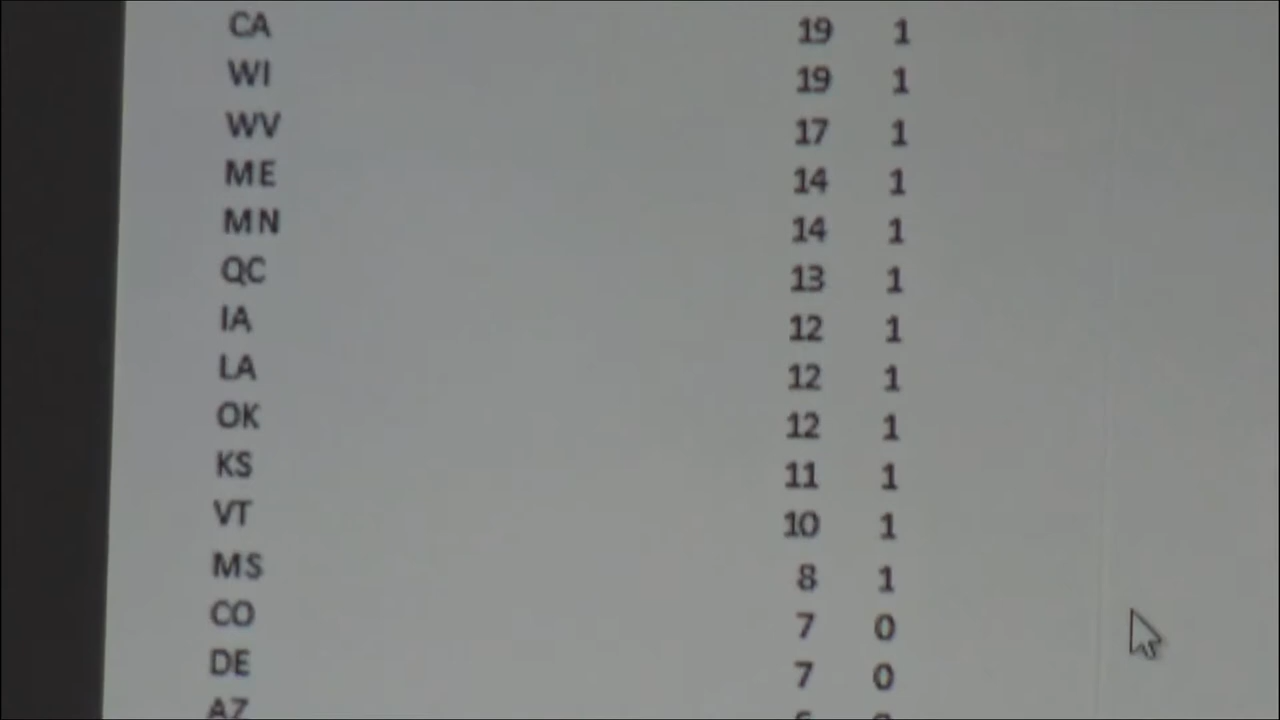 CA 19 1
WI 19 1
WV 17 1
ME 14 1
MN 14 1
QC 13 1
IA 12 1
LA 12 1
OK 12 1
KS 11 1
VT 10 1
MS 8 1
CO 7 0
DE 7 0
AZ